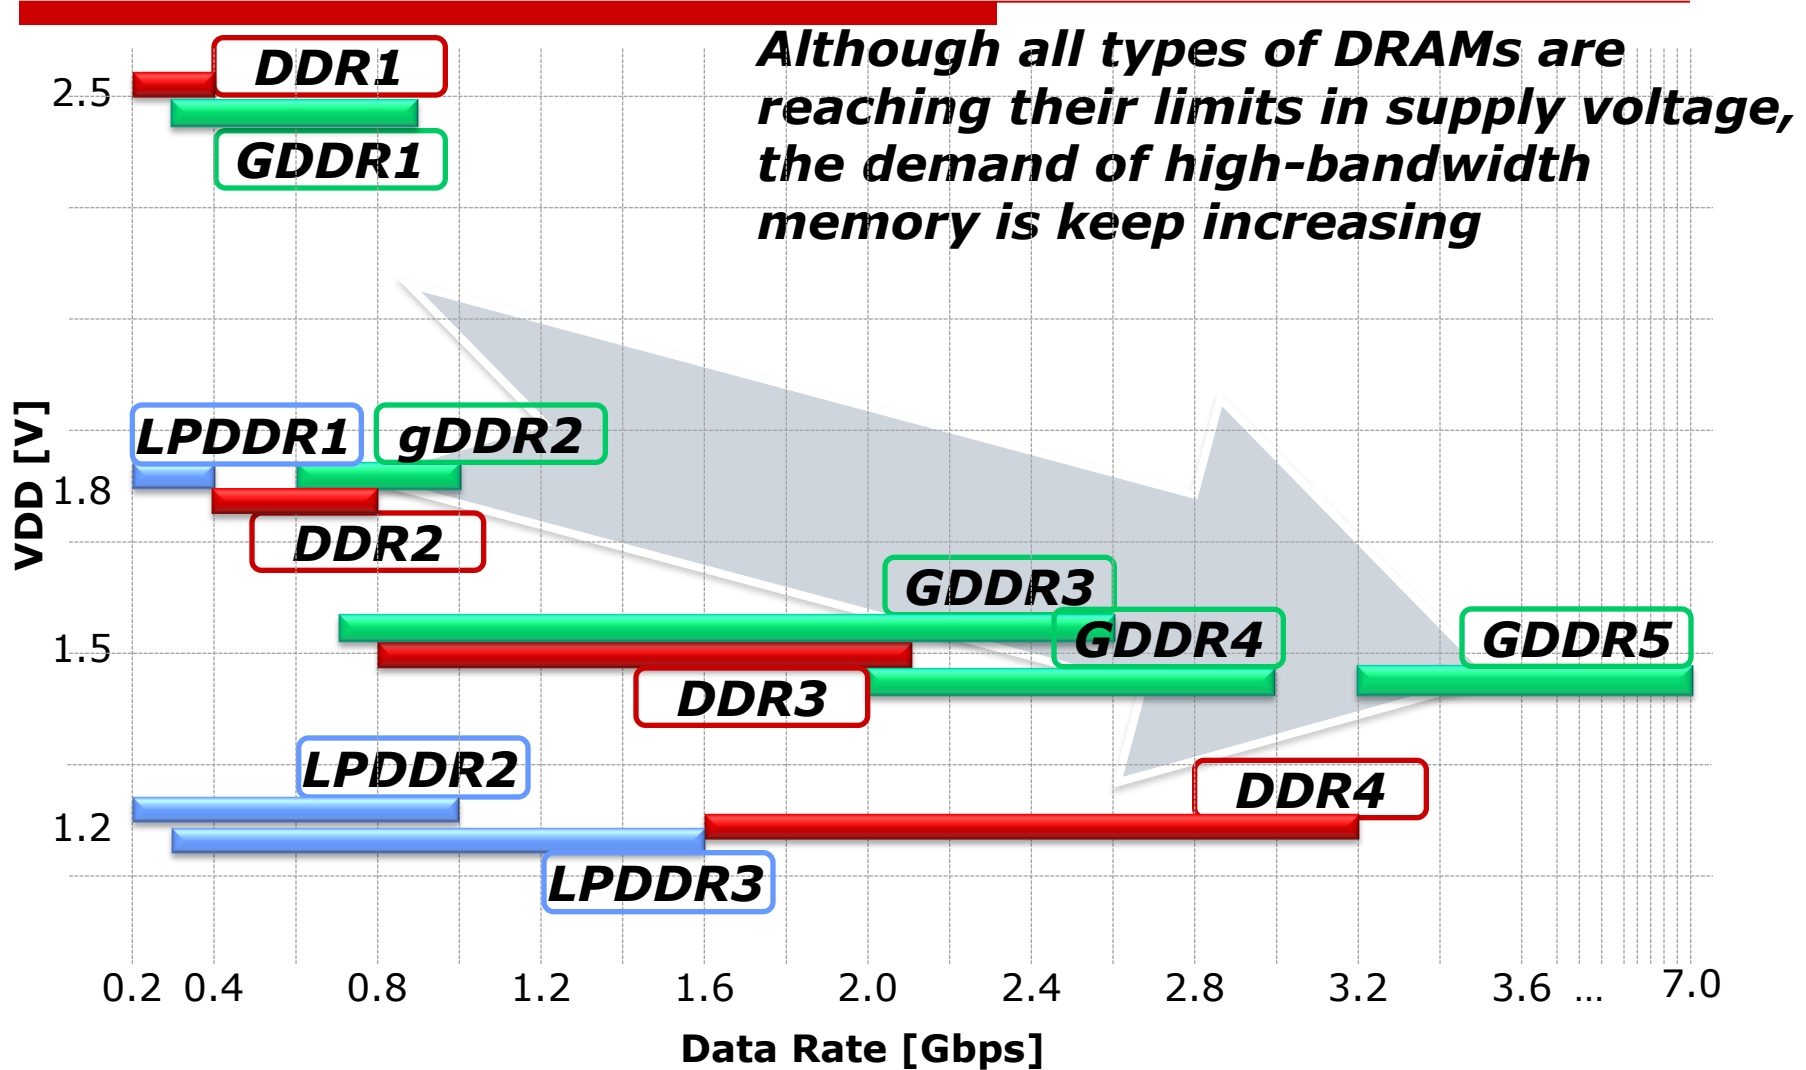 Although all types of DRAMs are
reaching their limits in supply voltage,
the demand of high-bandwidth
memory is keep increasing
DDR1
2.5
GDDR1
VDD [V]
LPDDR1
gDDR2
1.8
DDR2
GDDR3
GDDR4
GDDR5
1.5
DDR3
LPDDR2
DDR4
1.2
LPDDR3
0.2 0.4 0.8 1.2 1.6 2.0 2.4 2.8 3.2 3.6 ... 7.0
Data Rate [Gbps]